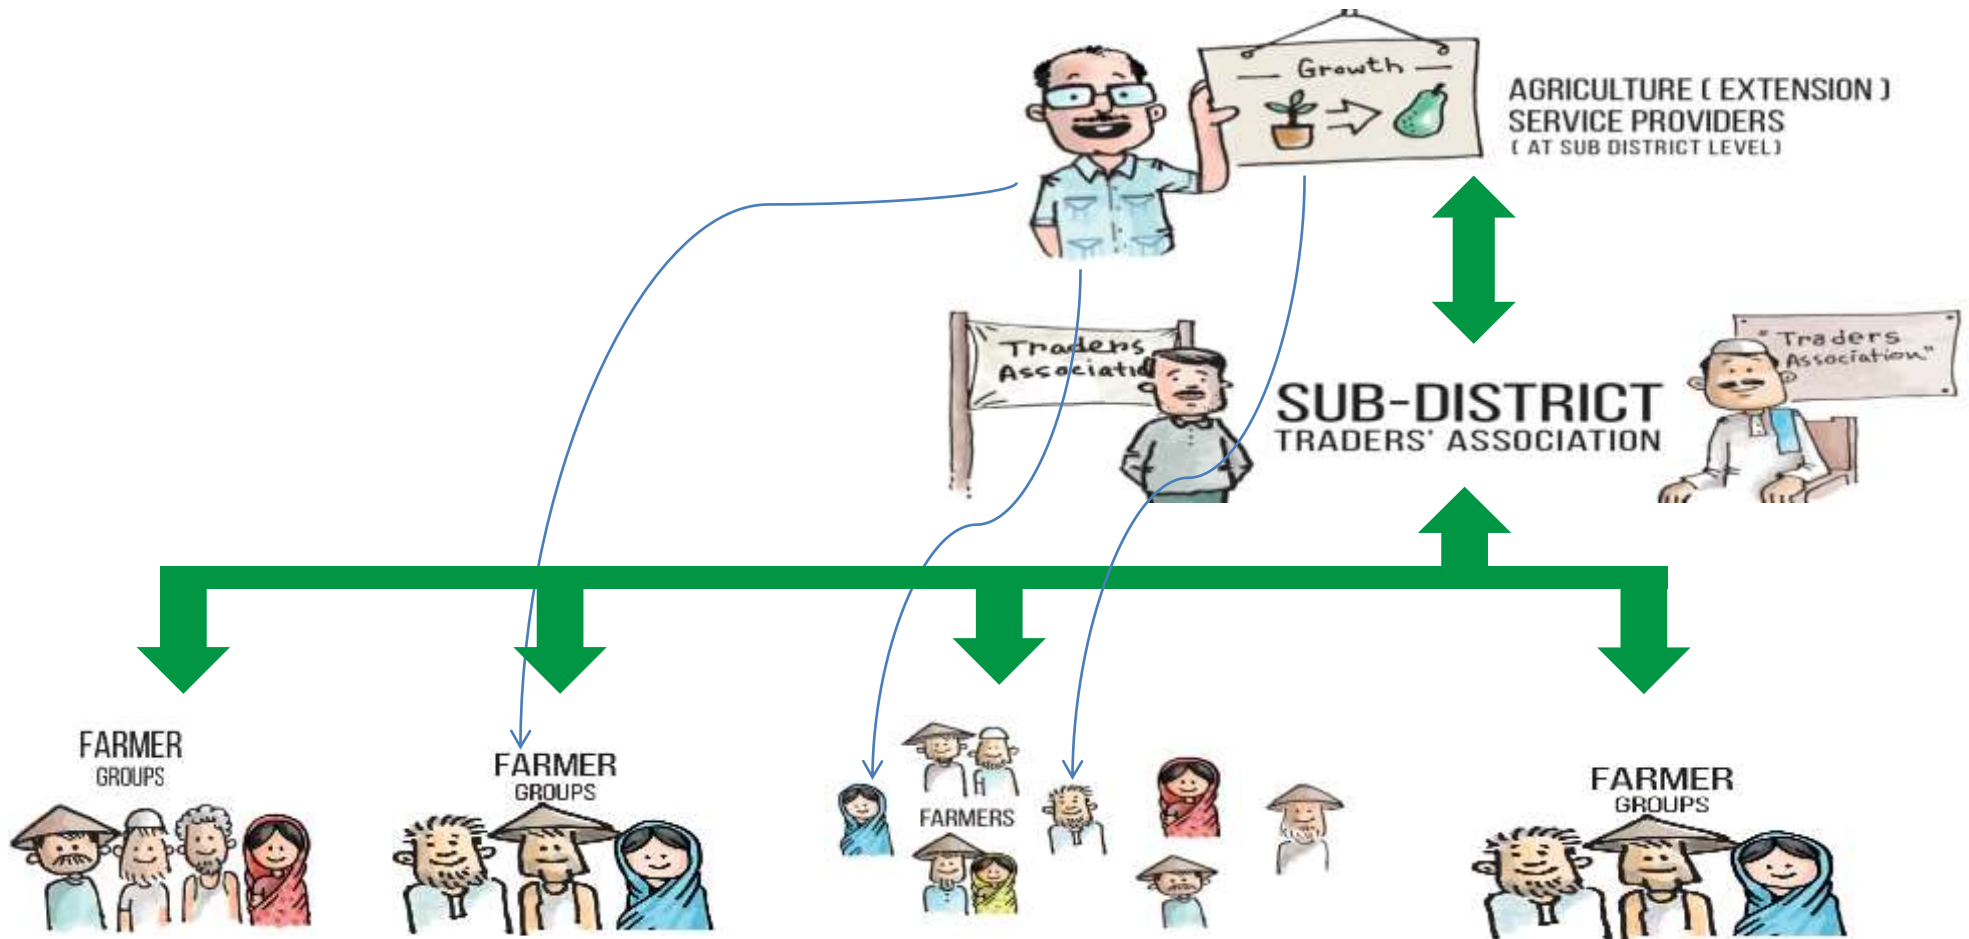 Growth
AGRICULTURE ( EXTENSION )
SERVICE PROVIDERS
( AT SUB DISTRICT LEVEL)
Traders
Associatio
"Traders
Association"
SUB-DISTRICT
TRADERS' ASSOCIATION
FARMER
GROUPS
FARMER
GROUPS
FARMERS
FARMER
GROUPS